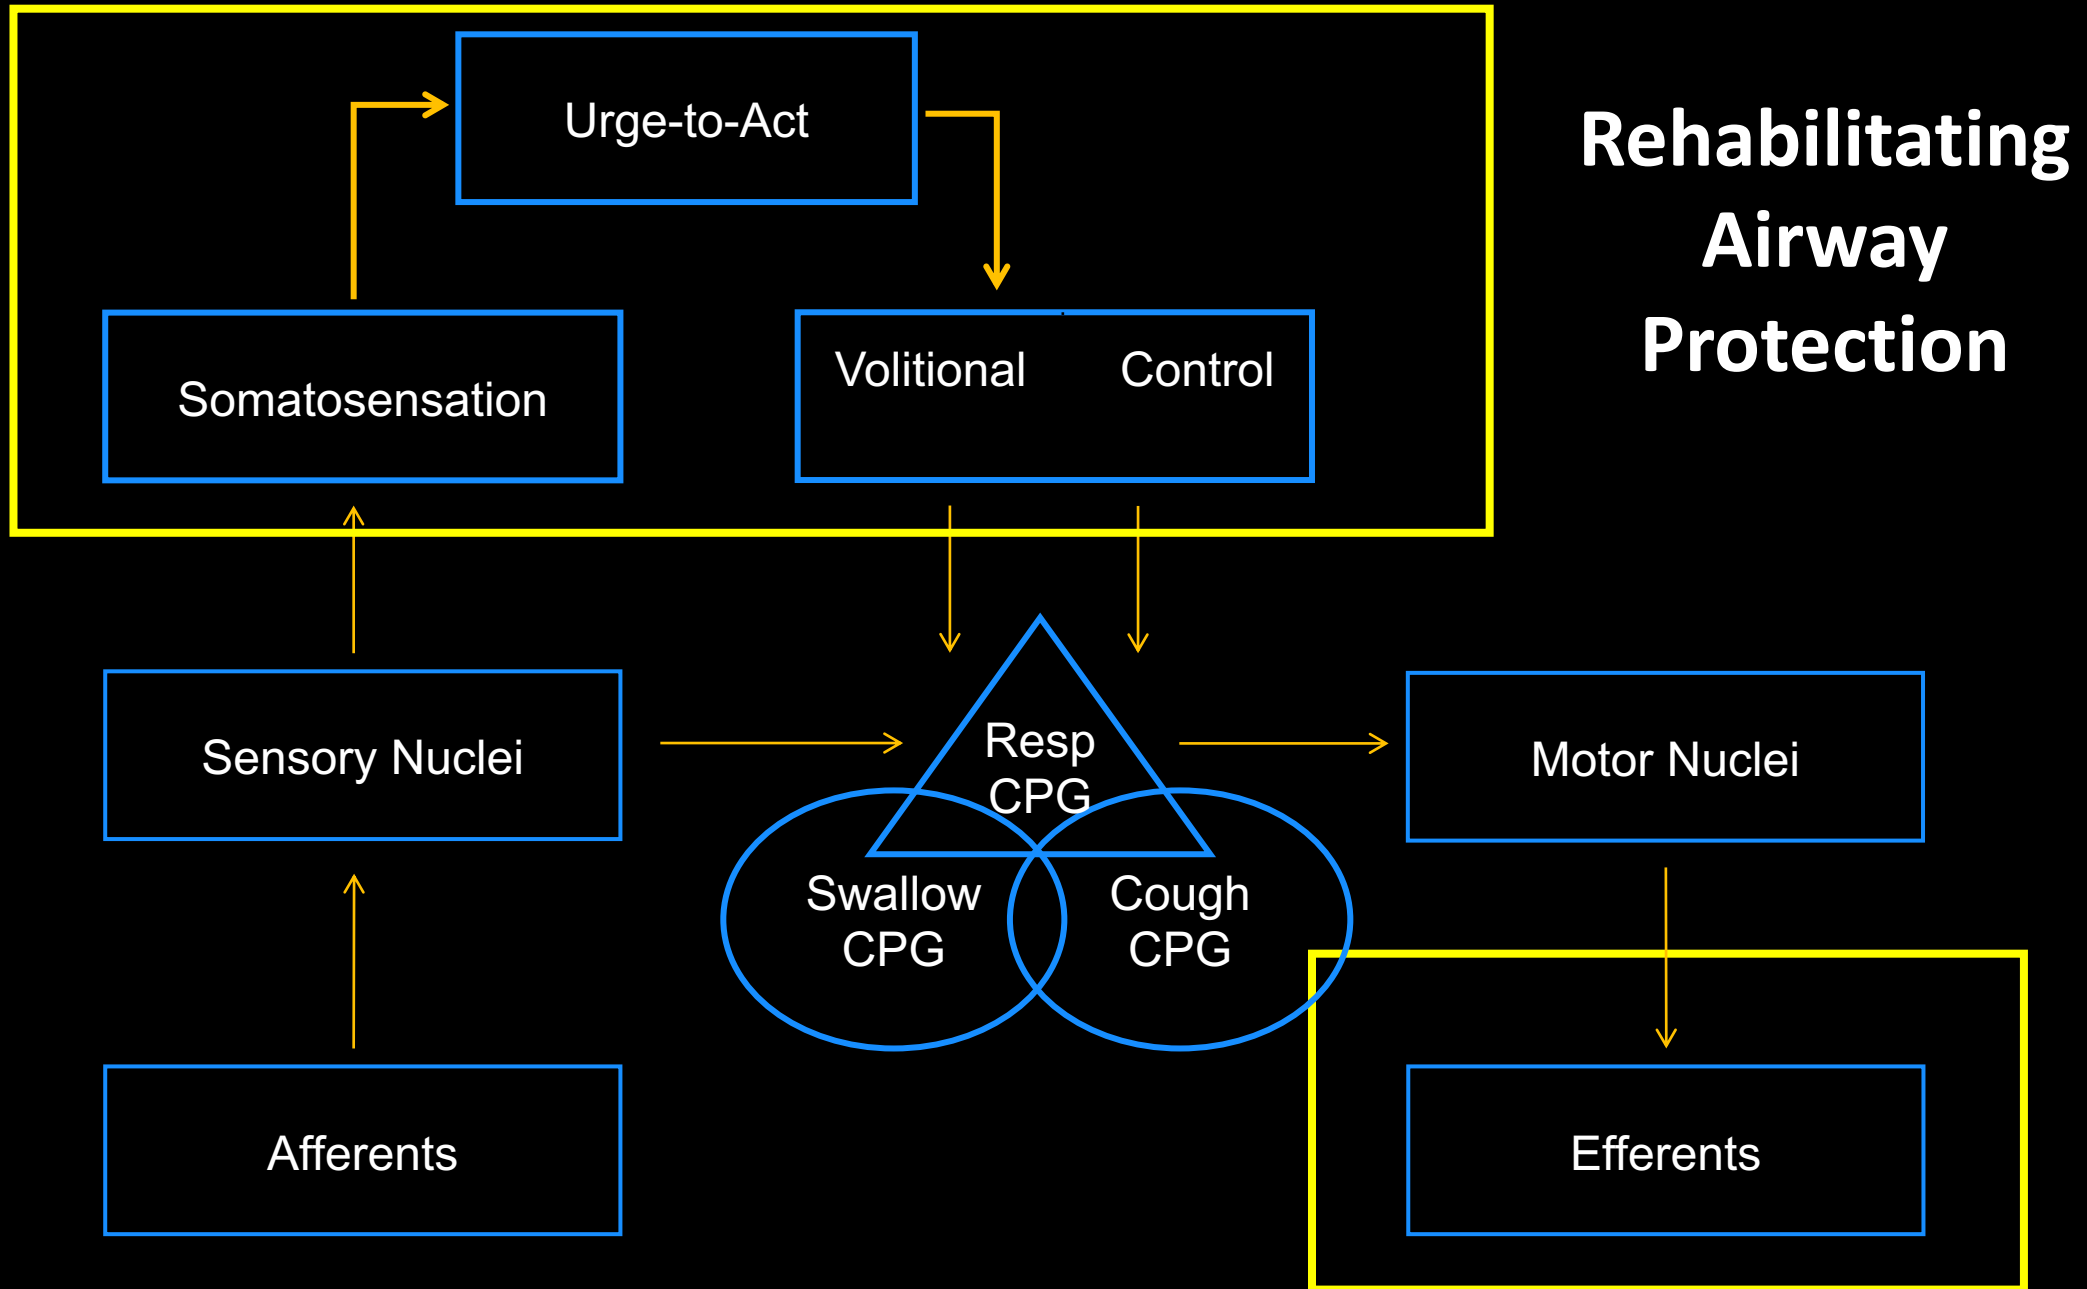 Rehabilitating
Airway
Protection
Urge-to-Act
Somatosensation
Volitional Control
Sensory Nuclei
Resp
CPG
Motor Nuclei
Swallow
CPG
Cough
CPG
Afferents
Efferents